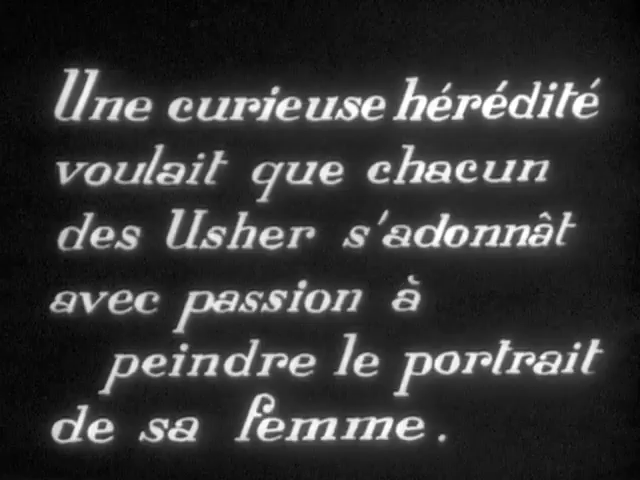 Une curieuse hérédité
voulait que chacun
des Usher s'adonnât
avec passion à
peindre le portrait
de sa femme.